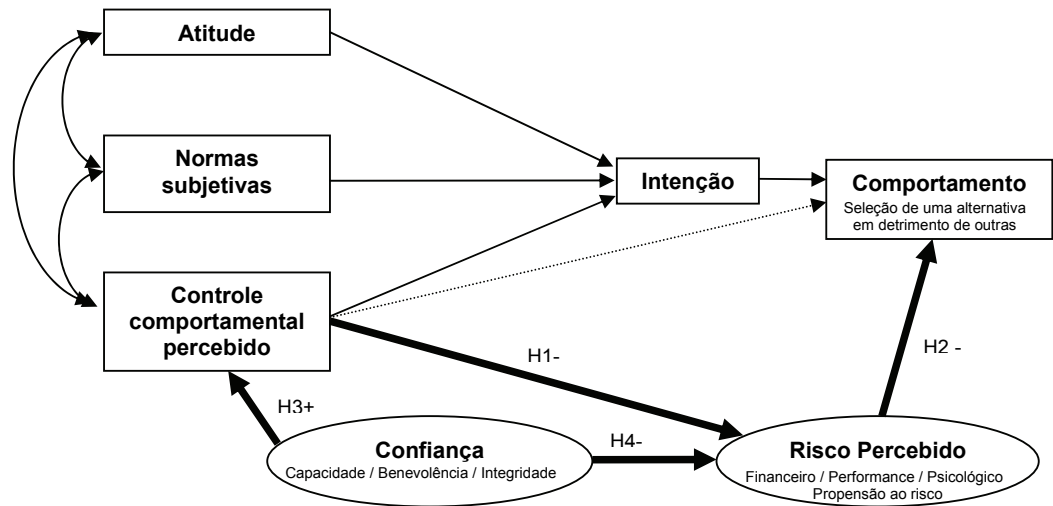 Atitude
Normas
subjetivas
Intenção
Comportamento
Seleção de uma alternativa
em detrimento de outras
Controle
comportamental
percebido
H1-
H2 -
H3+
H4-
Confiança
Capacidade / Benevolência / Integridade
Risco Percebido
Financeiro / Performance / Psicológico
Propensão ao risco